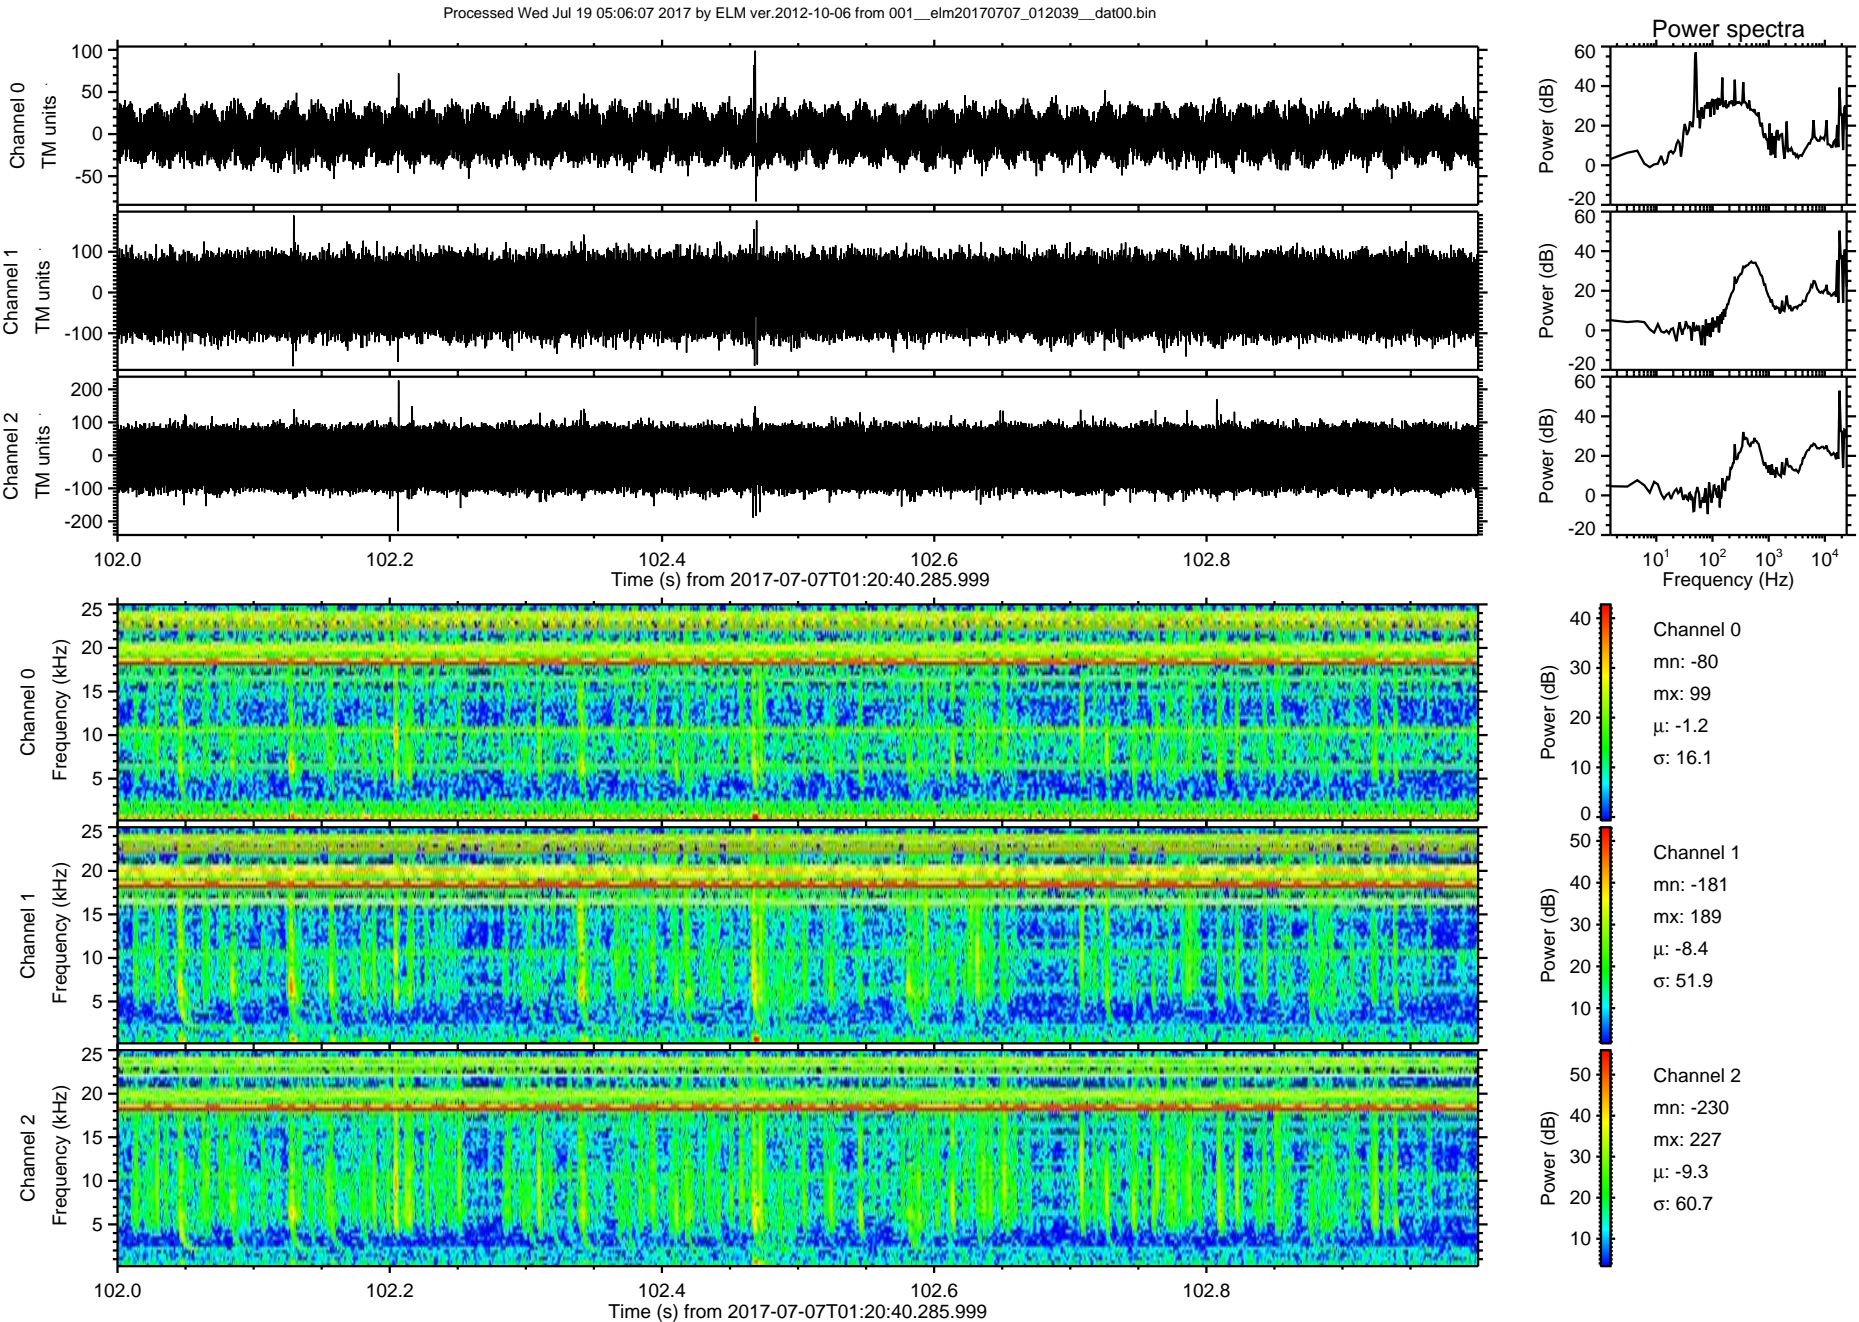 Processed Wed Jul 19 05:06:07 2017 by ELM ver.2012-10-06 from 001__elm20170707_012039__dat00.bin
Power spectra
Channel 0
TM units
100
50
0
-50
Power (dB)
60
40
20
0
-20
Channel 1
TM units
100
0
-100
Power (dB)
60
40
20
0
-20
Channel 2
TM units
200
100
0
-100
-200
Power (dB)
60
40
20
0
-20
102.0 102.2 102.4 102.6 102.8
Time (s) from 2017-07-07T01:20:40.285.999
10^1 10^2 10^3 10^4
Frequency (Hz)
Channel 0
Frequency (kHz)
25
20
15
10
5
Power (dB)
40
30
20
10
0
Channel 0
mn: -80
mx: 99
μ: -1.2
σ: 16.1
Channel 1
Frequency (kHz)
25
20
15
10
5
Power (dB)
50
40
30
20
10
Channel 1
mn: -181
mx: 189
μ: -8.4
σ: 51.9
Channel 2
Frequency (kHz)
25
20
15
10
5
Power (dB)
50
40
30
20
10
Channel 2
mn: -230
mx: 227
μ: -9.3
σ: 60.7
102.0 102.2 102.4 102.6 102.8
Time (s) from 2017-07-07T01:20:40.285.999